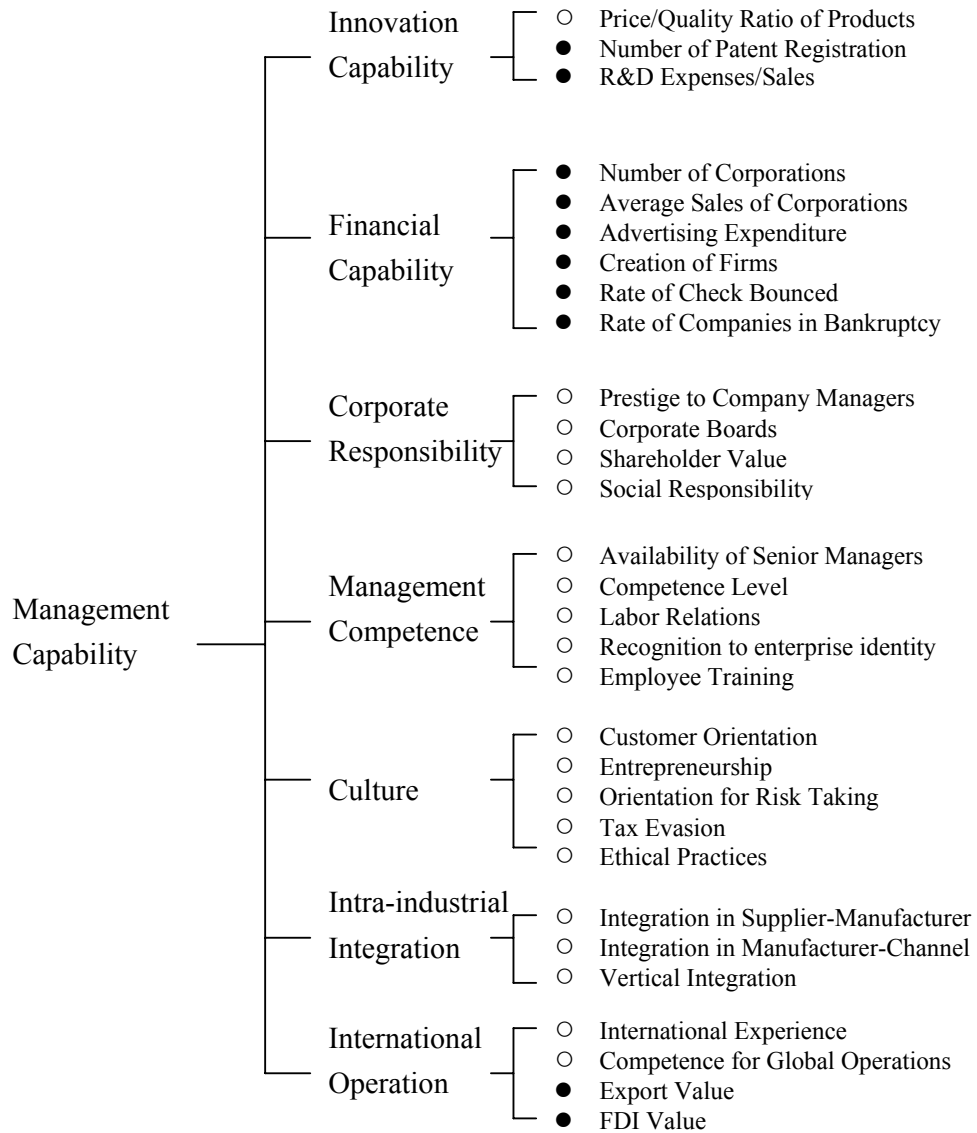 Management
Capability
Innovation
Capability
○ Price/Quality Ratio of Products
● Number of Patent Registration
● R&D Expenses/Sales
Financial
Capability
● Number of Corporations
● Average Sales of Corporations
● Advertising Expenditure
● Creation of Firms
● Rate of Check Bounced
● Rate of Companies in Bankruptcy
Corporate
Responsibility
○ Prestige to Company Managers
○ Corporate Boards
○ Shareholder Value
○ Social Responsibility
Management
Competence
○ Availability of Senior Managers
○ Competence Level
○ Labor Relations
○ Recognition to enterprise identity
○ Employee Training
Culture
○ Customer Orientation
○ Entrepreneurship
○ Orientation for Risk Taking
○ Tax Evasion
○ Ethical Practices
Intra-industrial
Integration
○ Integration in Supplier-Manufacturer
○ Integration in Manufacturer-Channel
○ Vertical Integration
International
Operation
○ International Experience
○ Competence for Global Operations
● Export Value
● FDI Value